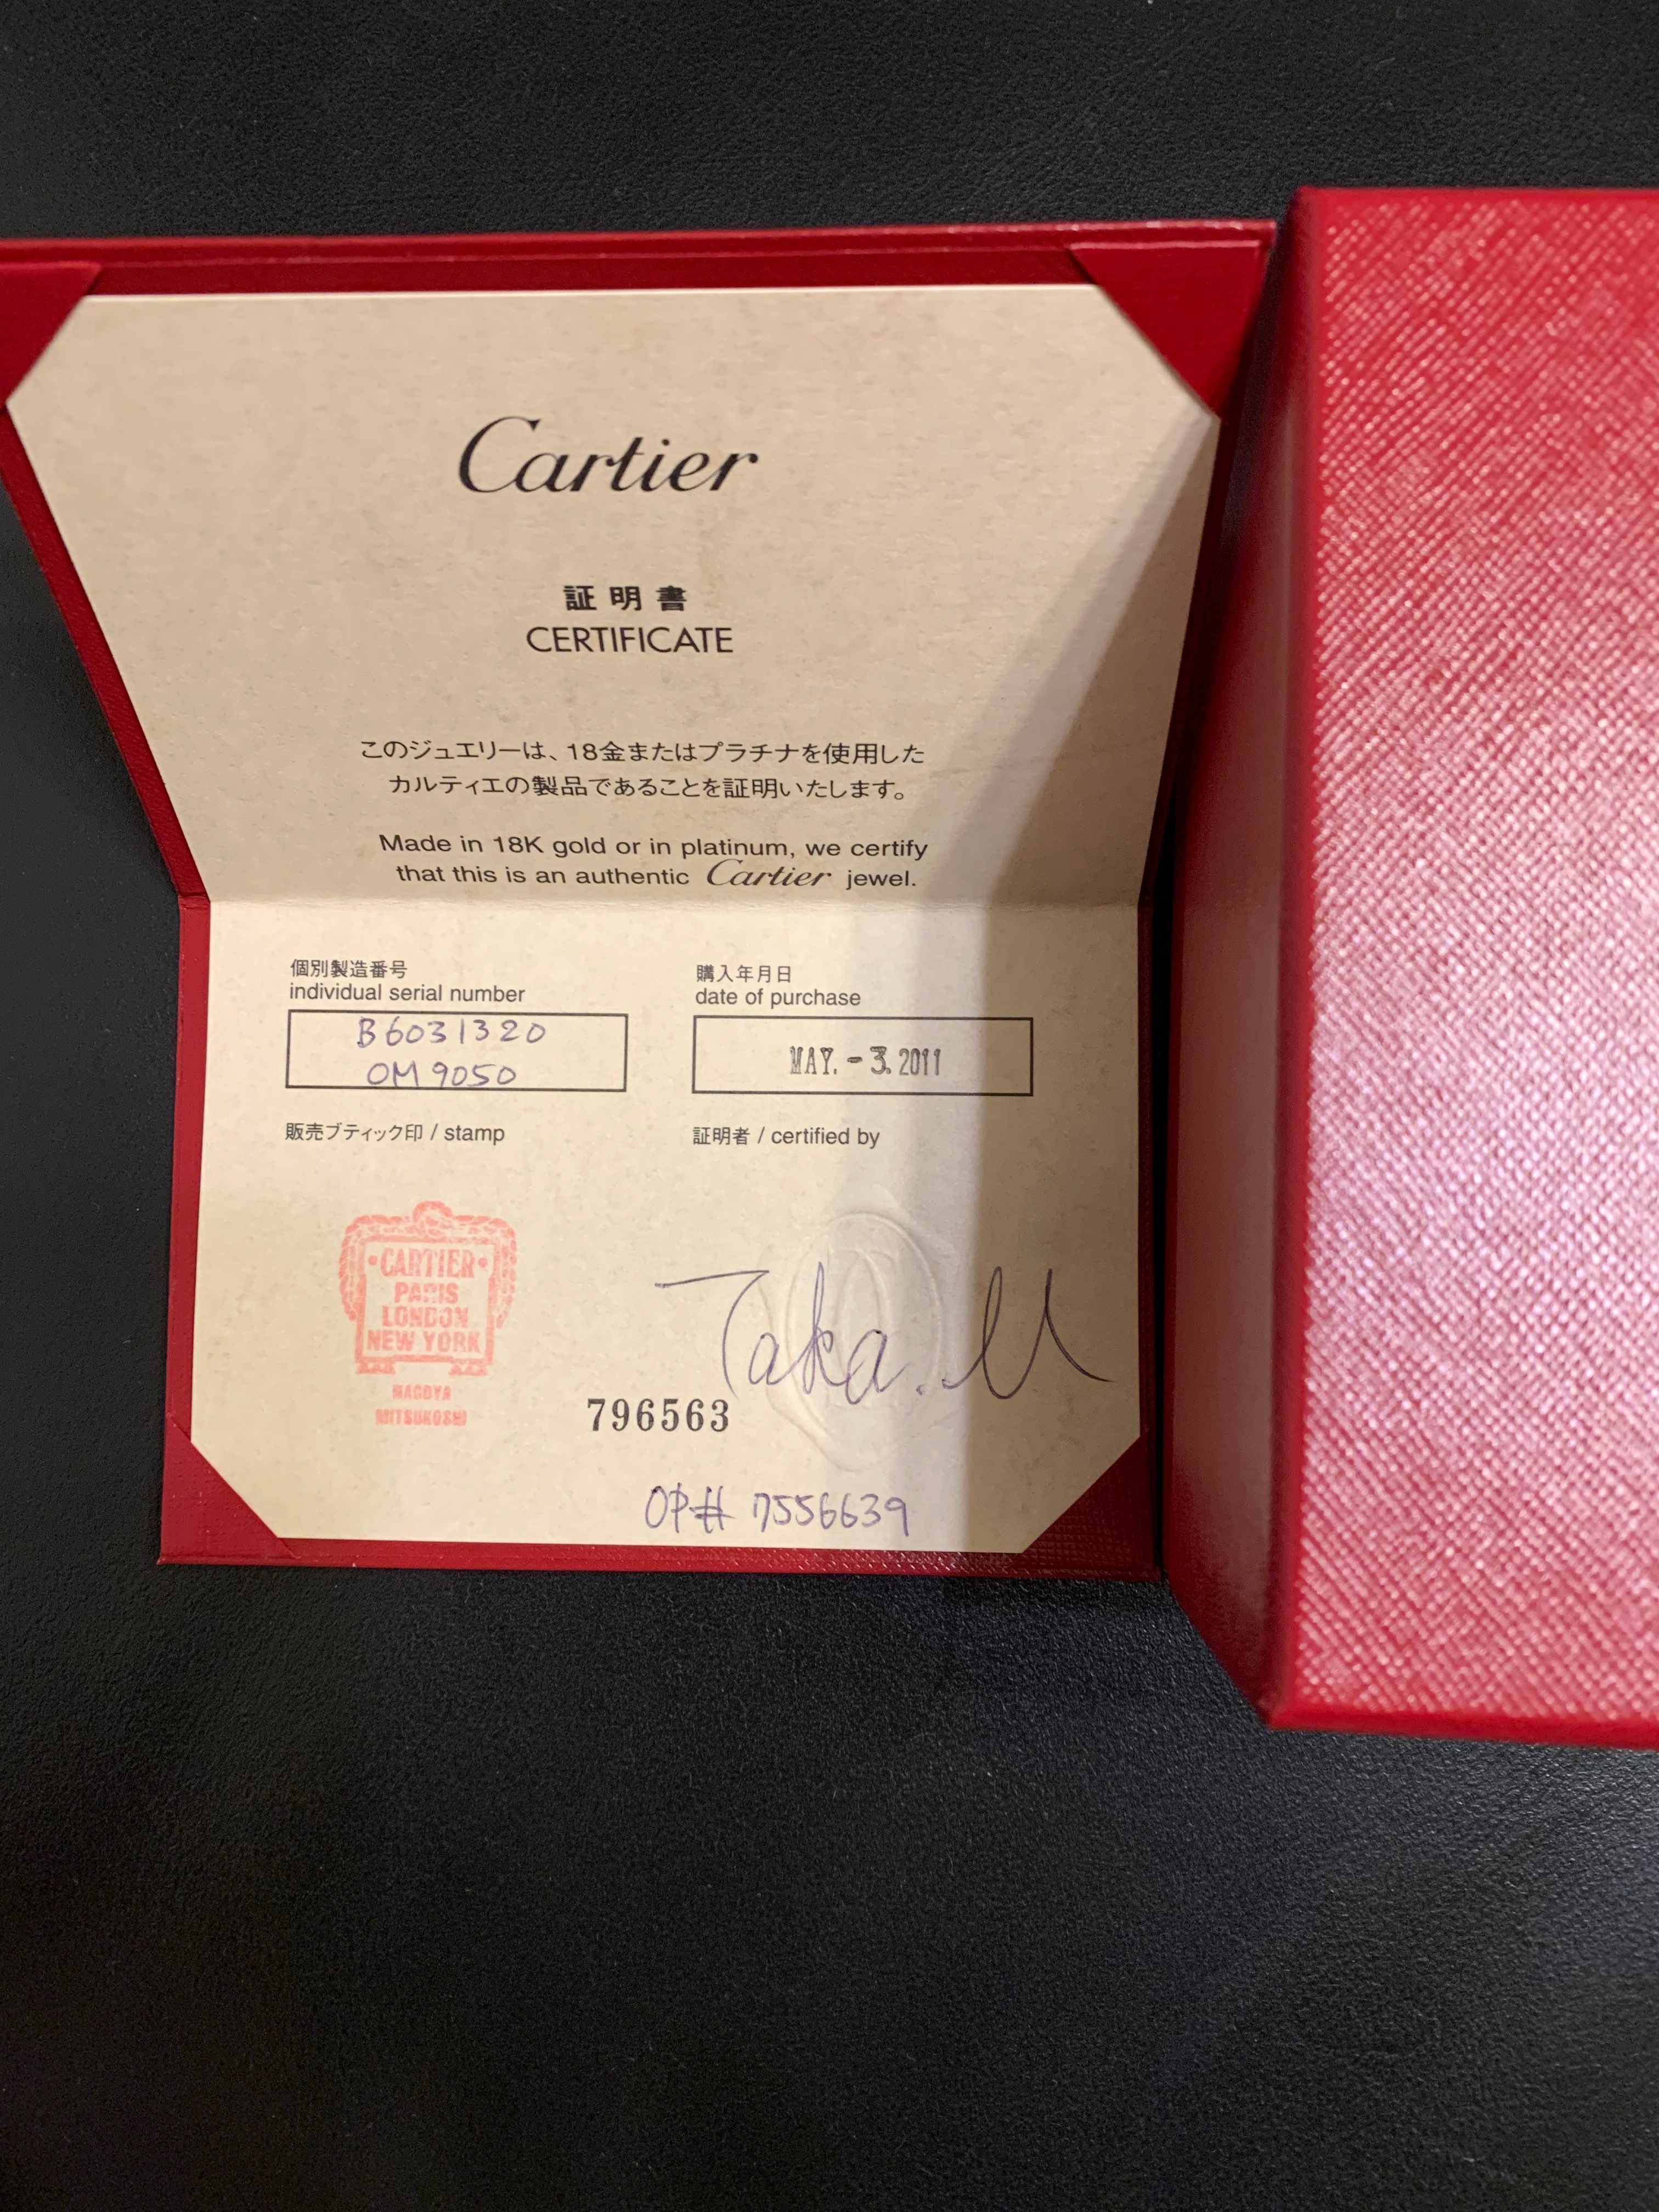 Cartier
証明書
CERTIFICATE
このジュエリーは、18金またはプラチナを使用した
カルティエの製品であることを証明いたします。
Made in 18K gold or in platinum, we certify
that this is an authentic Cartier jewel.
個別製造番号
individual serial number
B6031320
OM9050
購入年月日
date of purchase
MAY.-3.2011
販売ブティック印 / stamp
証明者 / certified by
•CARTIER•
PARIS
LONDON
NEW YORK
NAGOYA
MITSUKOSHI
Taka.M
796563
OP# 7556639